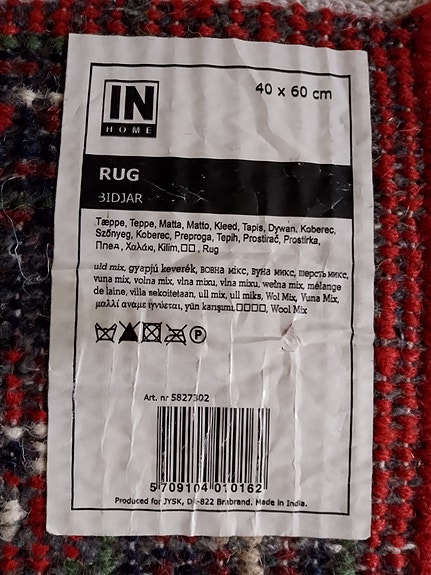 IN
HOME
40 x 60 cm
RUG
BIDJAR
Tæppe, Teppe, Matta, Matto, Kleed, Tapis, Dywan, Koberec,
Szőnyeg, Koberec, Preproga, Tepih, Prostirač, Prostirka,
Плед, Χαλάκι, Kilim,□□, Rug
uld mix, gyapjú keverék, вовна мікс, вуна микс, шерсть микс,
vuna mix, volna mix, vlna mixu, vlna mixu, wełna mix, mélange
de laine, villa sekoitetaan, ull mix, ull miks, Wol Mix, Vuna Mix,
μαλλί αναμειγνύεται, yün karışımı,□□□□, Wool Mix
P
Art. nr 5827302
5 709104 010162
Produced for JYSK, DK-822 Brabrand. Made in India.